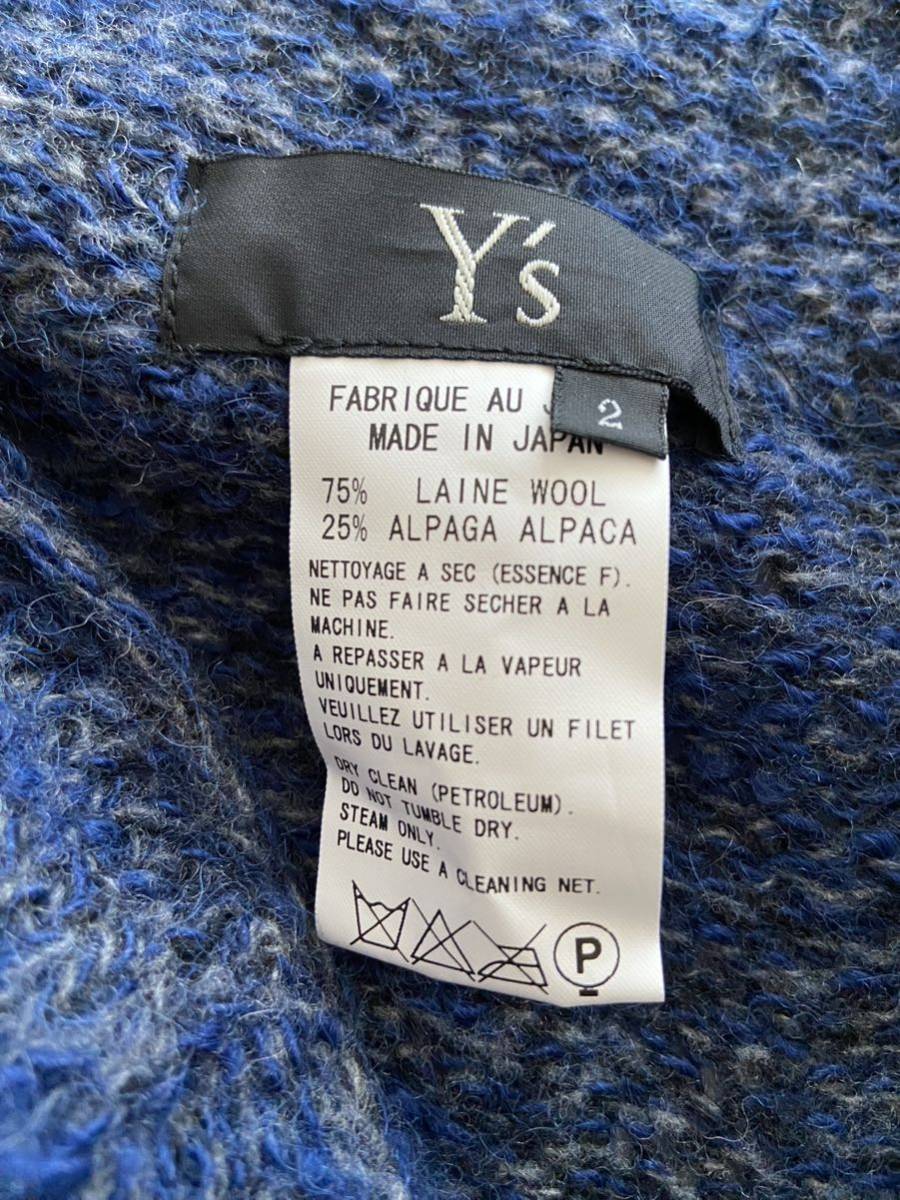 Y's
2
FABRIQUE AU
MADE IN JAPAN
75% LAINE WOOL
25% ALPAGA ALPACA
NETTOYAGE A SEC (ESSENCE F).
NE PAS FAIRE SECHER A LA
MACHINE.
A REPASSER A LA VAPEUR
UNIQUEMENT.
VEUILLEZ UTILISER UN FILET
LORS DU LAVAGE.
DRY CLEAN (PETROLEUM).
DO NOT TUMBLE DRY.
STEAM ONLY.
PLEASE USE A CLEANING NET.
P